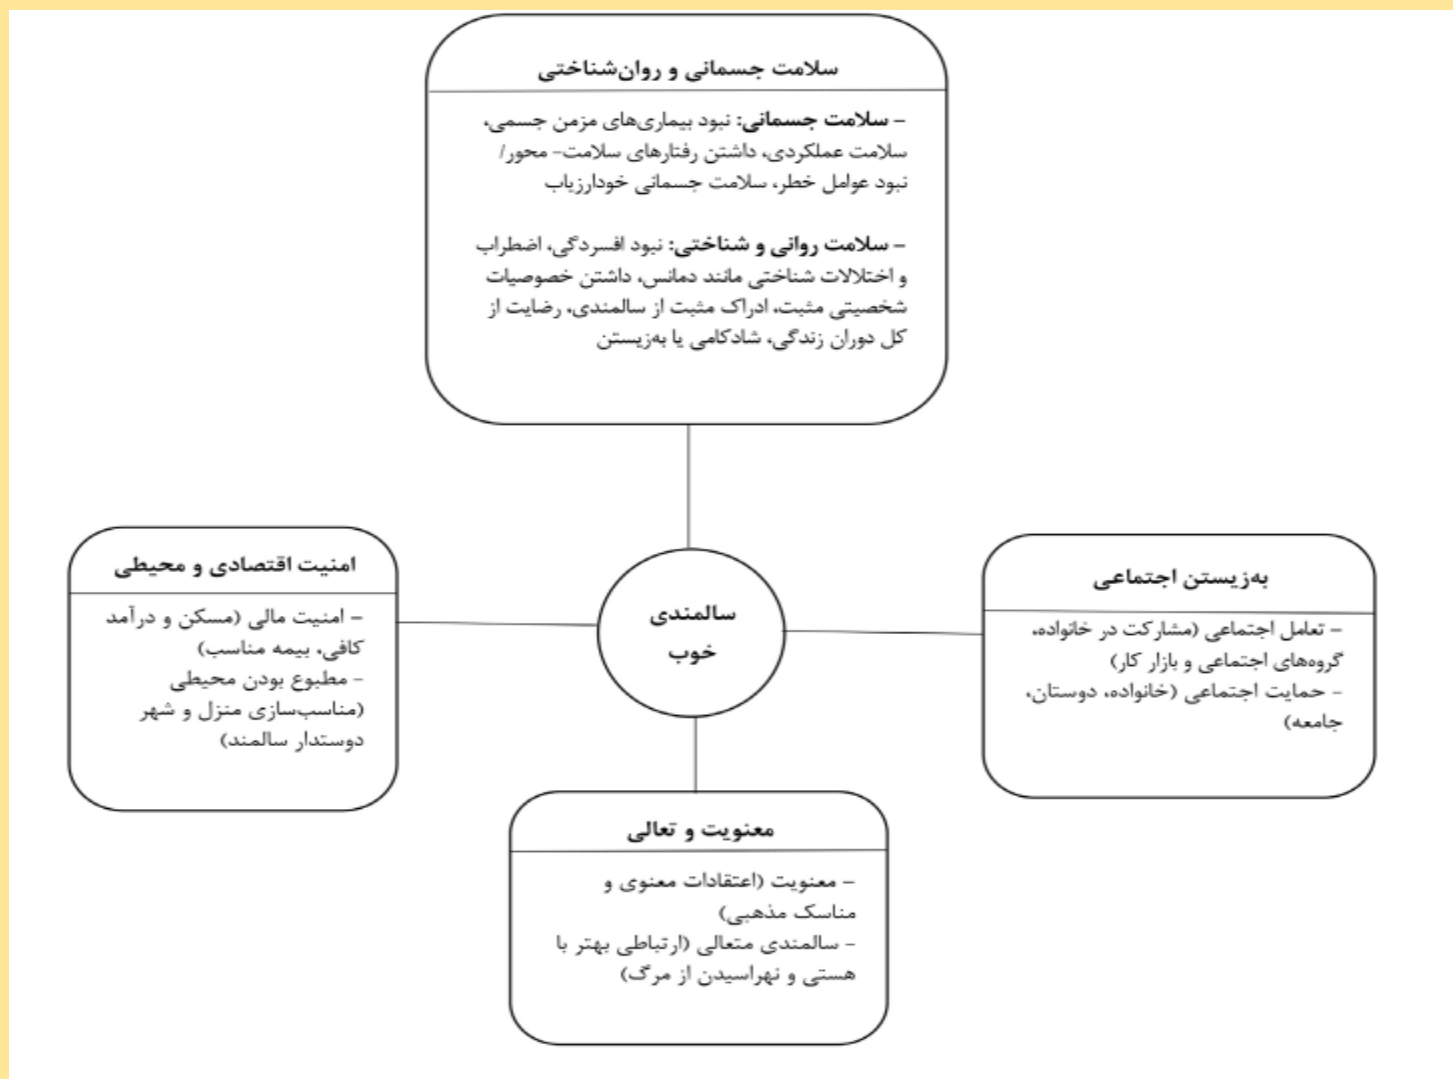 سلامت جسمانی و روان‌شناختی
– سلامت جسمانی: نبود بیماری‌های مزمن جسمی،
سلامت عملکردی، داشتن رفتارهای سلامت– محور/
نبود عوامل خطر، سلامت جسمانی خودارزیاب
– سلامت روانی و شناختی: نبود افسردگی، اضطراب
و اختلالات شناختی مانند دمانس، داشتن خصوصیات
شخصیتی مثبت، ادراک مثبت از سالمندی، رضایت از
کل دوران زندگی، شادکامی یا به‌زیستن
به‌زیستن اجتماعی
– تعامل اجتماعی (مشارکت در خانواده،
گروه‌های اجتماعی و بازار کار)
– حمایت اجتماعی (خانواده، دوستان،
جامعه)
سالمندی
خوب
امنیت اقتصادی و محیطی
– امنیت مالی (مسکن و درآمد
کافی، بیمه مناسب)
– مطبوع بودن محیطی
(مناسب‌سازی منزل و شهر
دوستدار سالمند)
معنویت و تعالی
– معنویت (اعتقادات معنوی و
مناسک مذهبی)
– سالمندی متعالی (ارتباطی بهتر با
هستی و نهراسیدن از مرگ)